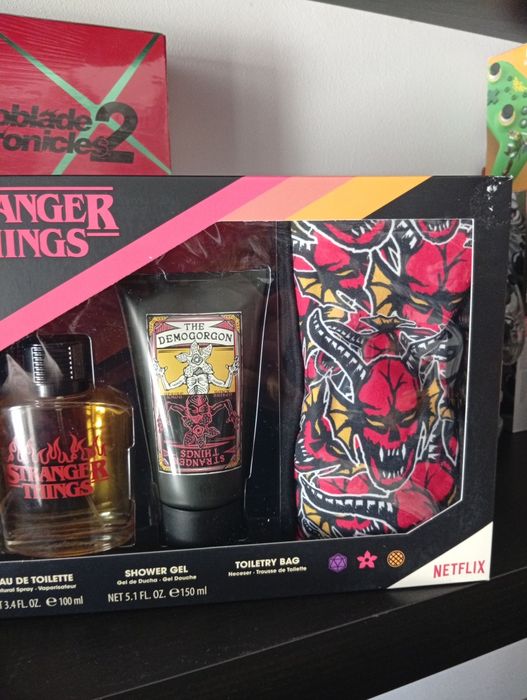 oblade
ronicles 2
ANGER
HINGS
THE
DEMOGORGON
STRANGER
THINGS
STRANGER
THINGS
AU DE TOILETTE
atural Spray - Vaporisateur
T 3.4 FL. OZ. e 100 ml
SHOWER GEL
Gel de Ducha - Gel Douche
NET 5.1 FL. OZ. e 150 ml
TOILETRY BAG
Neceser - Trousse de Toilette
NETFLIX